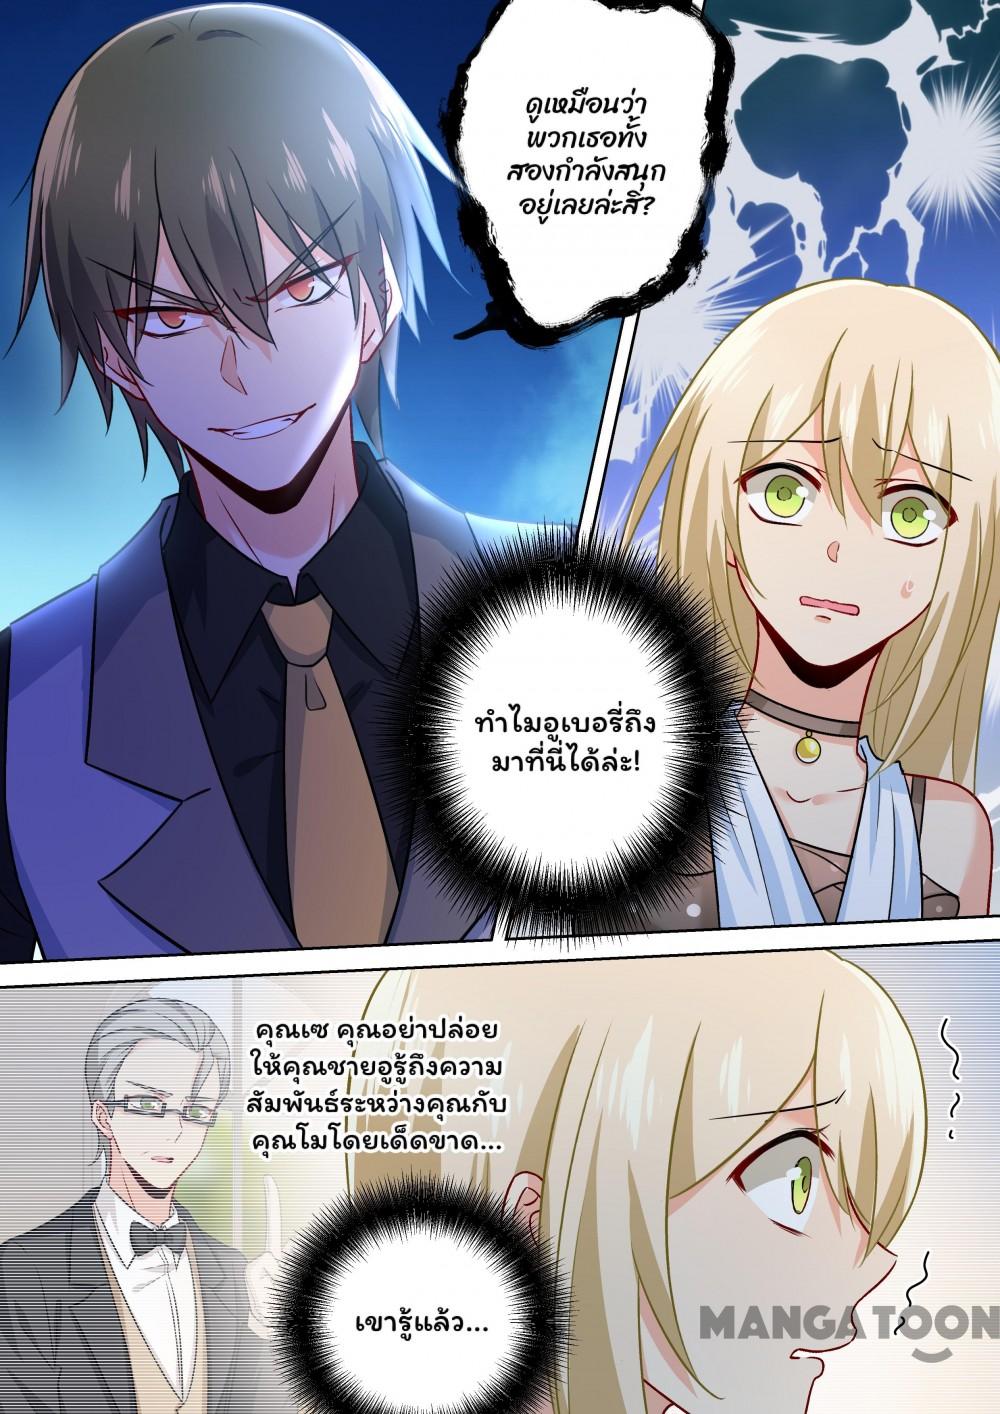 ดูเหมือนว่า
พวกเธอทั้ง
สองกำลังสนุก
อยู่เลยล่ะสิ?
ทำไมอูเบอรี่ถึง
มาที่นี่ได้ล่ะ!
คุณเซ คุณอย่าปล่อย
ให้คุณชายอูรู้ถึงความ
สัมพันธ์ระหว่างคุณกับ
คุณโมโดยเด็ดขาด...
เขารู้แล้ว...
MANGA TOON